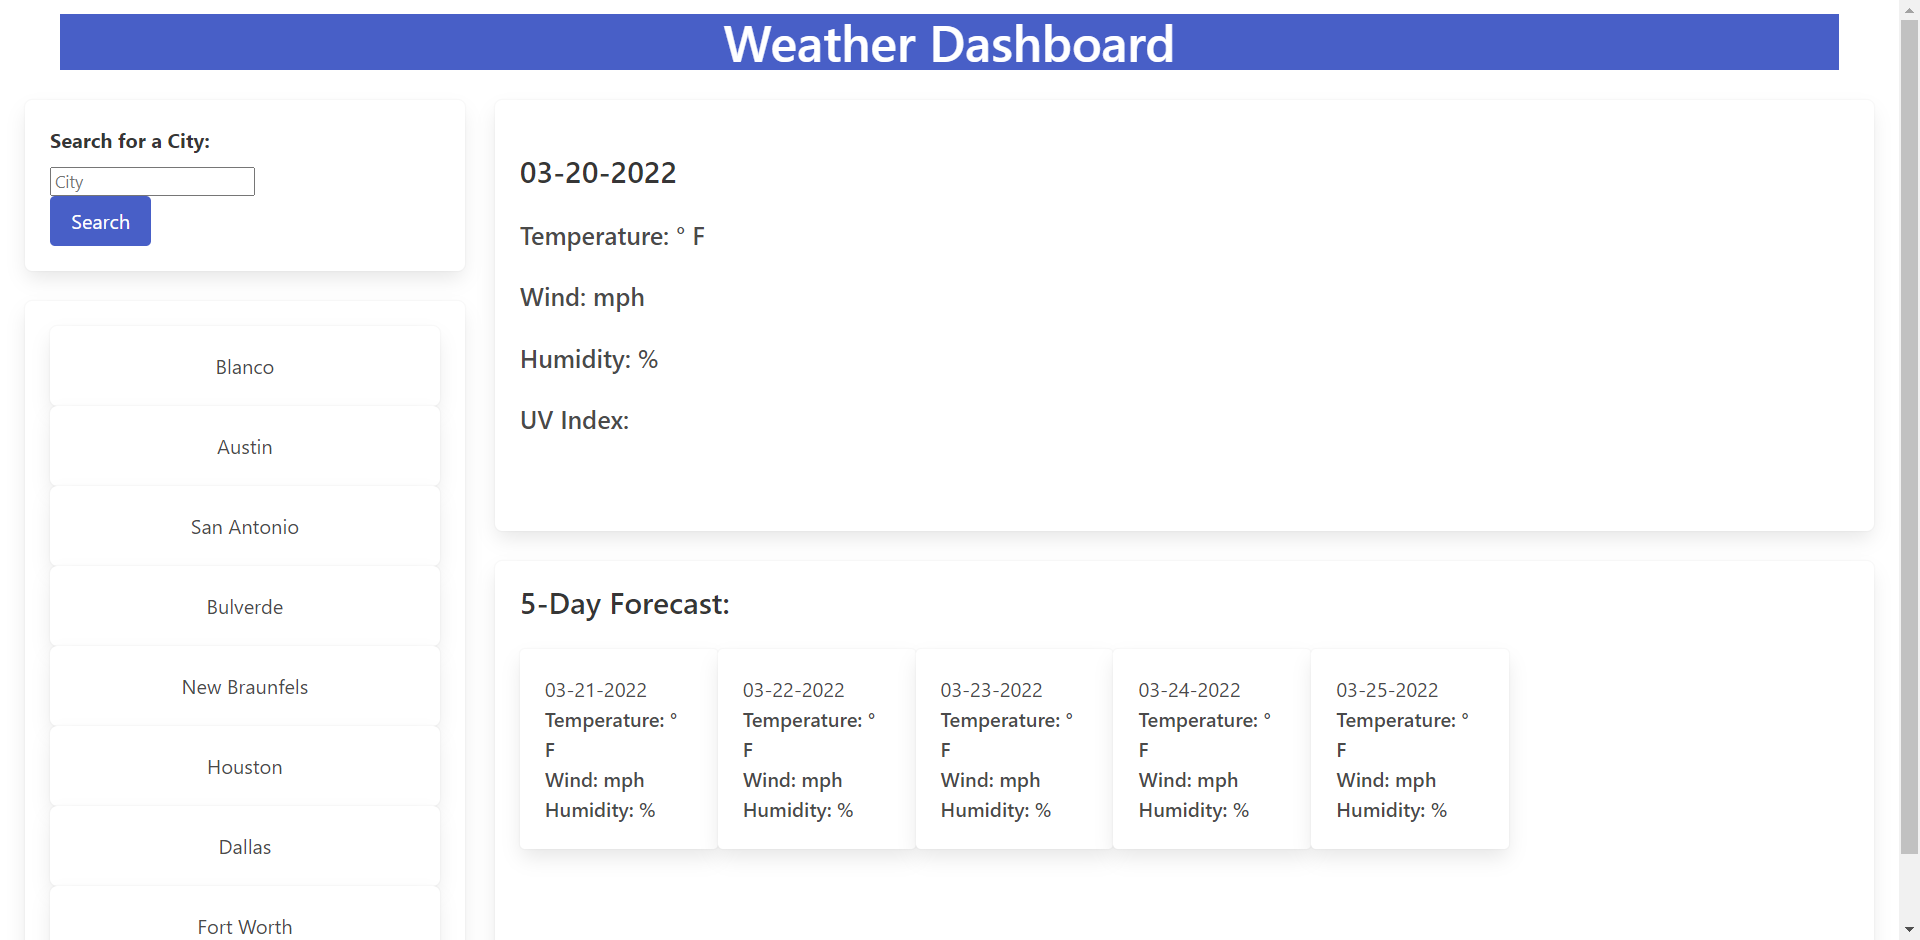 Weather Dashboard
Search for a City:
City
Search
Blanco
Austin
San Antonio
Bulverde
New Braunfels
Houston
Dallas
Fort Worth
03-20-2022
Temperature: ° F
Wind: mph
Humidity: %
UV Index:
5-Day Forecast:
03-21-2022
Temperature: °
F
Wind: mph
Humidity: %
03-22-2022
Temperature: °
F
Wind: mph
Humidity: %
03-23-2022
Temperature: °
F
Wind: mph
Humidity: %
03-24-2022
Temperature: °
F
Wind: mph
Humidity: %
03-25-2022
Temperature: °
F
Wind: mph
Humidity: %